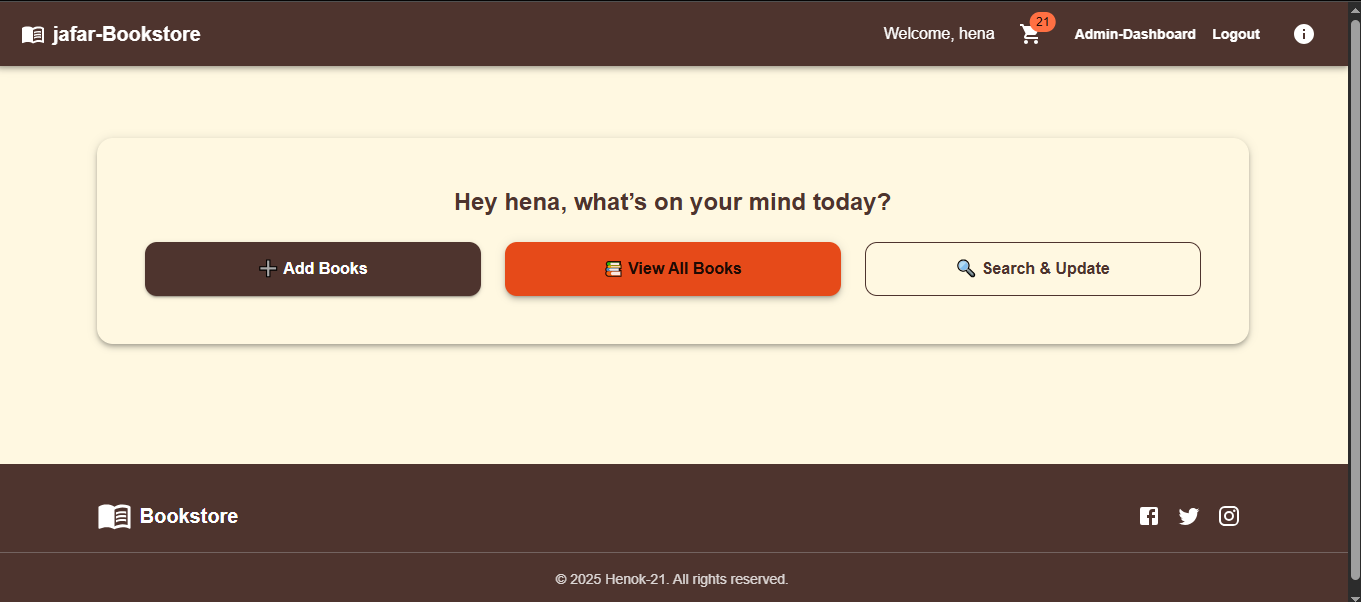 jafar-Bookstore
Welcome, hena
21
Admin-Dashboard
Logout
Hey hena, what’s on your mind today?
➕ Add Books
📚 View All Books
🔍 Search & Update
Bookstore
© 2025 Henok-21. All rights reserved.